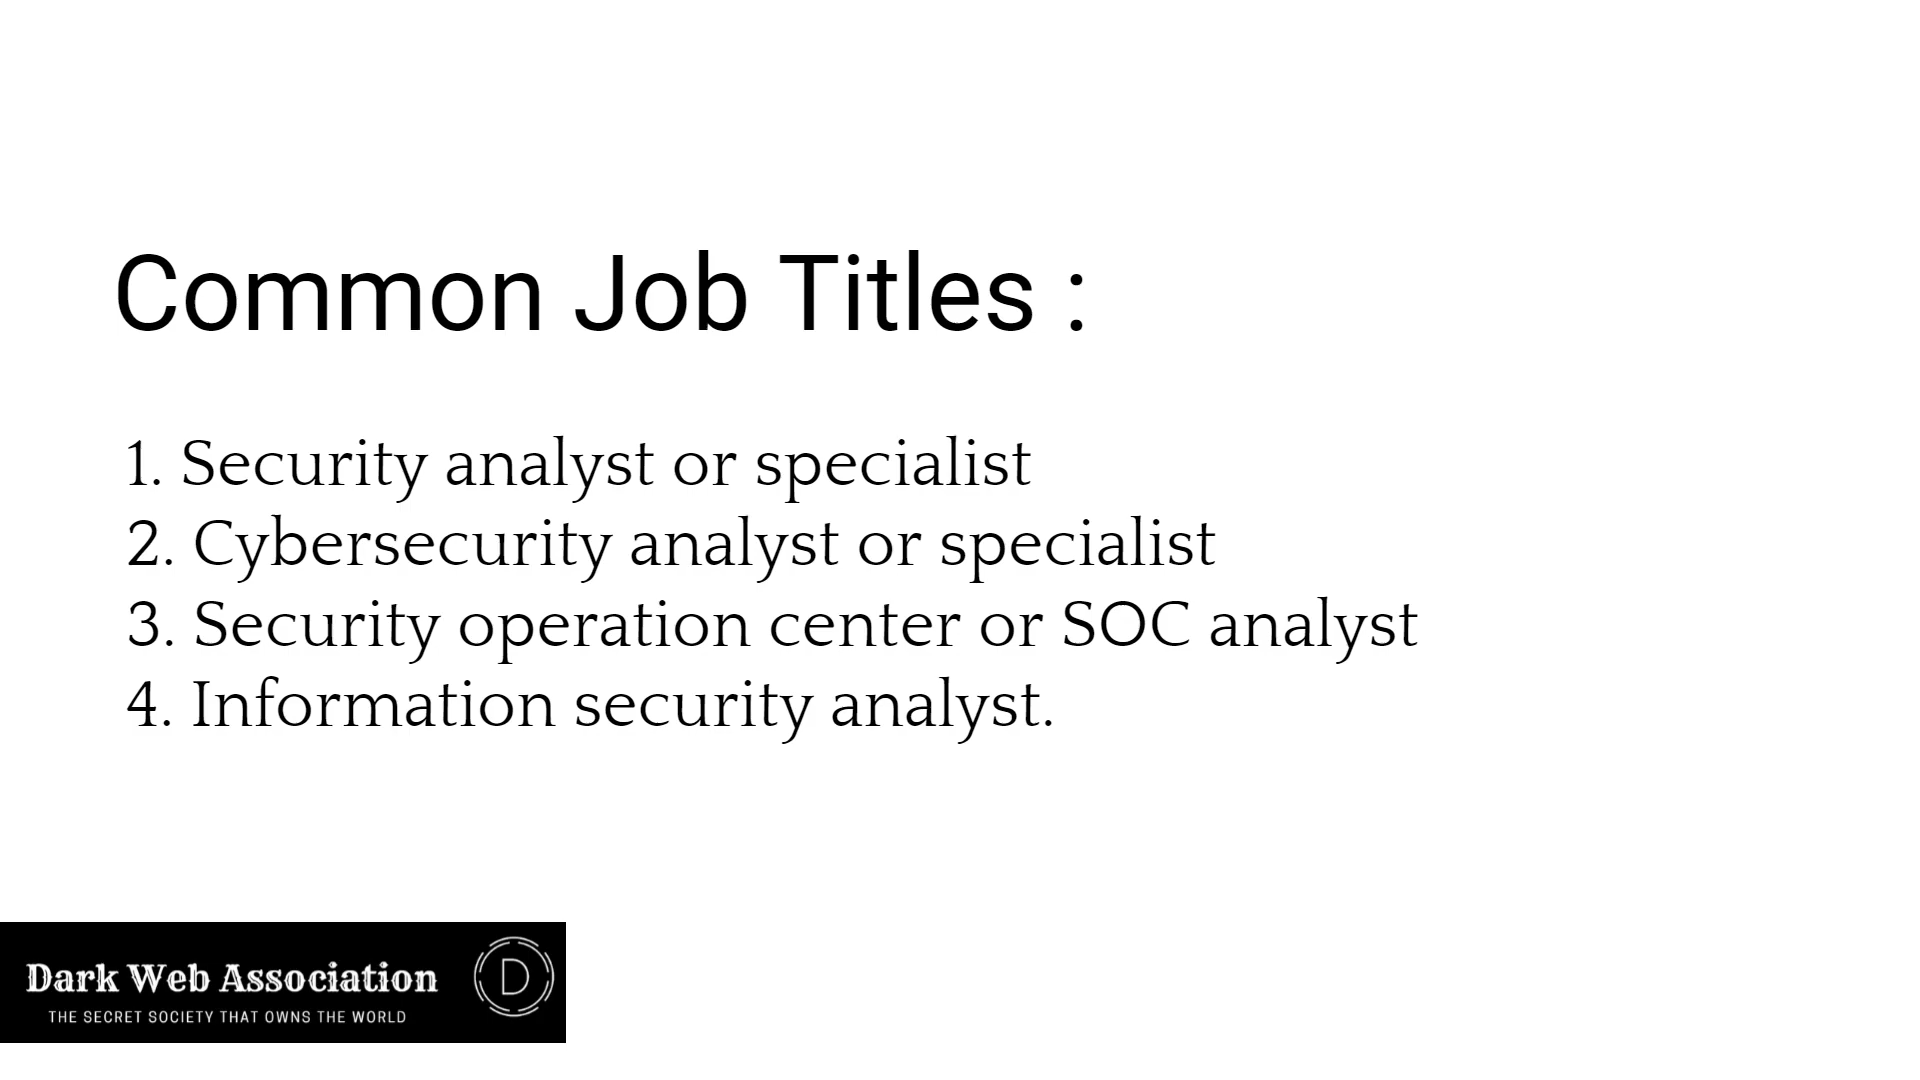 Common Job Titles :
1. Security analyst or specialist
2. Cybersecurity analyst or specialist
3. Security operation center or SOC analyst
4. Information security analyst.
Dark Web Association
THE SECRET SOCIETY THAT OWNS THE WORLD
D